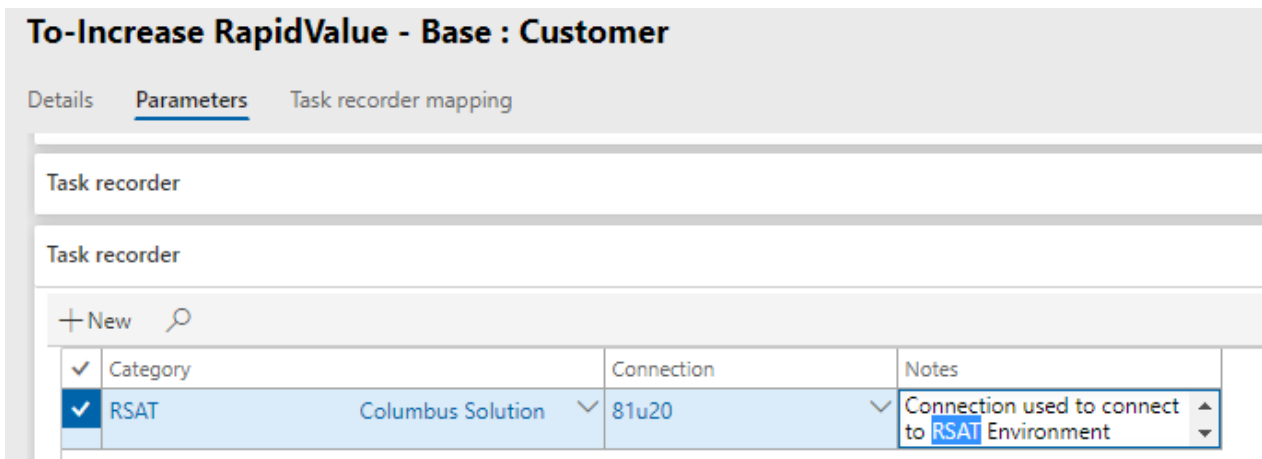 To-Increase RapidValue - Base : Customer
Details Parameters Task recorder mapping
Task recorder
Task recorder
New
Category Connection Notes
RSAT Columbus Solution 81u20 Connection used to connect
to RSAT Environment